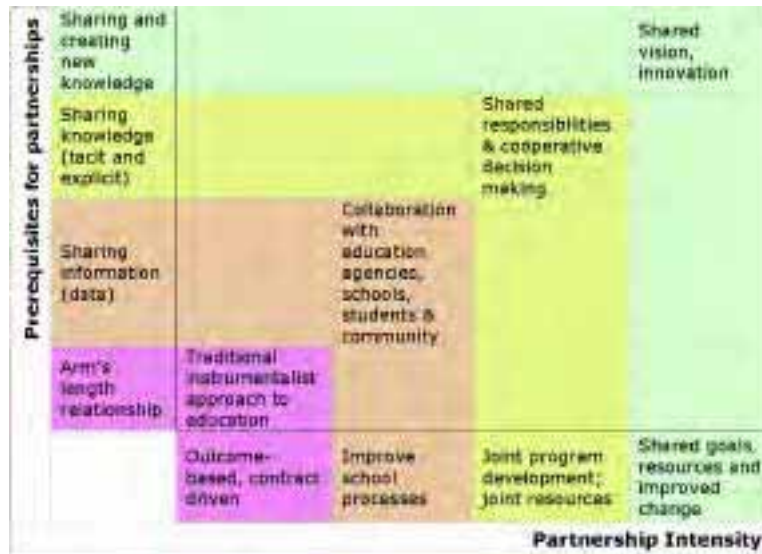 Prerequisites for partnerships
Sharing and
creating
new
knowledge
Shared
vision,
innovation
Sharing
knowledge
(tacit and
explicit)
Shared
responsibilities
& cooperative
decision
making
Sharing
information
(data)
Collaboration
with
education
agencies,
schools,
students &
community
Arm's
length
relationship
Traditional
instrumentalist
approach to
education
Outcome-
based, contract
driven
Improve
school
processes
Joint program
development;
joint resources
Shared goals,
resources and
improved
change
Partnership Intensity